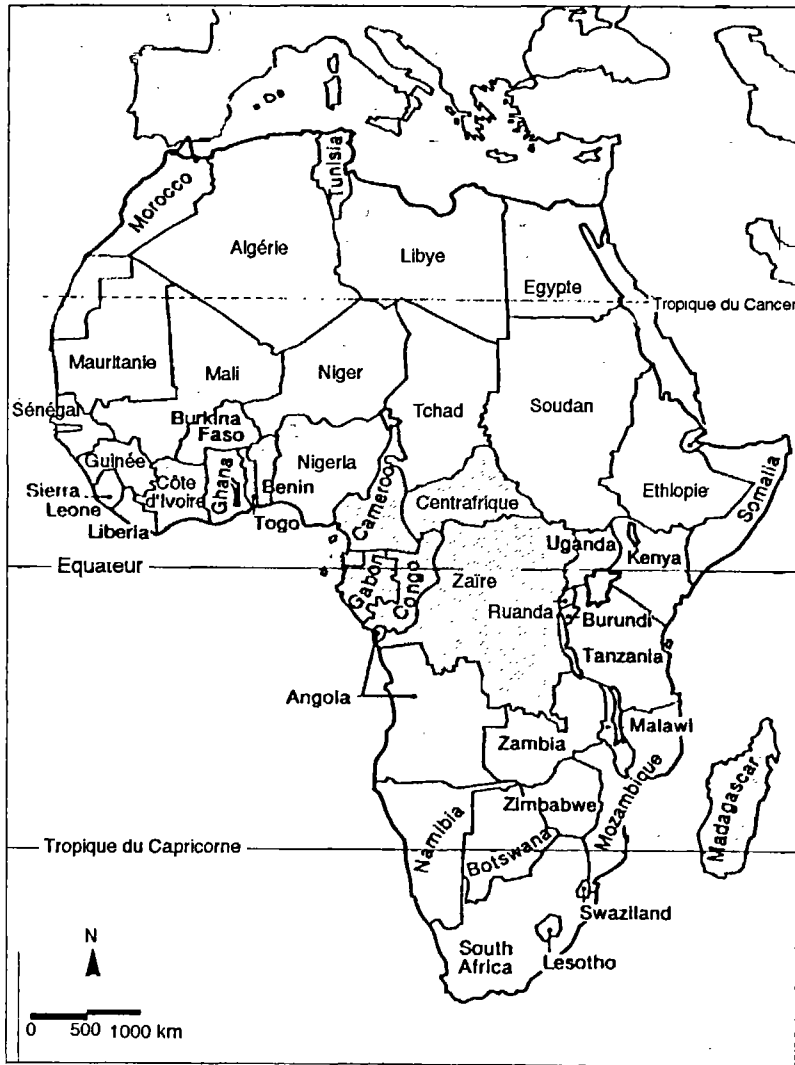 Tunisia
Morocco
Algérie
Libye
Egypte
Tropique du Cancer
Mauritanie
Mali
Niger
Tchad
Soudan
Sénégal
Burkina
Faso
Guinée
Côte
d'Ivoire
Ghana
Benin
Nigeria
Cameroon
Centrafrique
Ethiopie
Somalia
Sierra
Leone
Liberia
Togo
Uganda
Kenya
Equateur
Gabon
Congo
Zaïre
Ruanda
Burundi
Tanzania
Angola
Malawi
Zambia
Mozambique
Madagascar
Zimbabwe
Namibia
Botswana
Tropique du Capricorne
Swaziland
South
Africa
Lesotho
N
0 500 1000 km